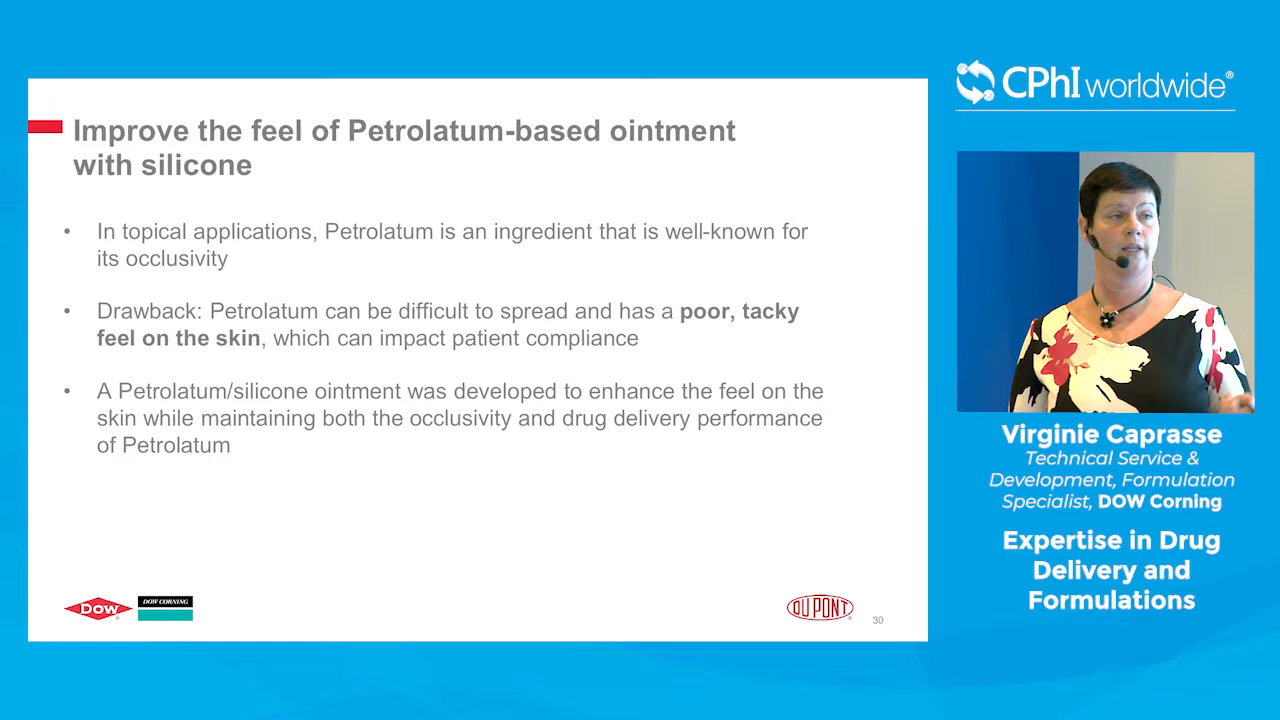 Improve the feel of Petrolatum-based ointment
with silicone
• In topical applications, Petrolatum is an ingredient that is well-known for
its occlusivity
• Drawback: Petrolatum can be difficult to spread and has a poor, tacky
feel on the skin, which can impact patient compliance
• A Petrolatum/silicone ointment was developed to enhance the feel on the
skin while maintaining both the occlusivity and drug delivery performance
of Petrolatum
DOW
DOW CORNING
DU PONT
30
CPhI worldwide®
Virginie Caprasse
Technical Service &
Development, Formulation
Specialist, DOW Corning
Expertise in Drug
Delivery and
Formulations